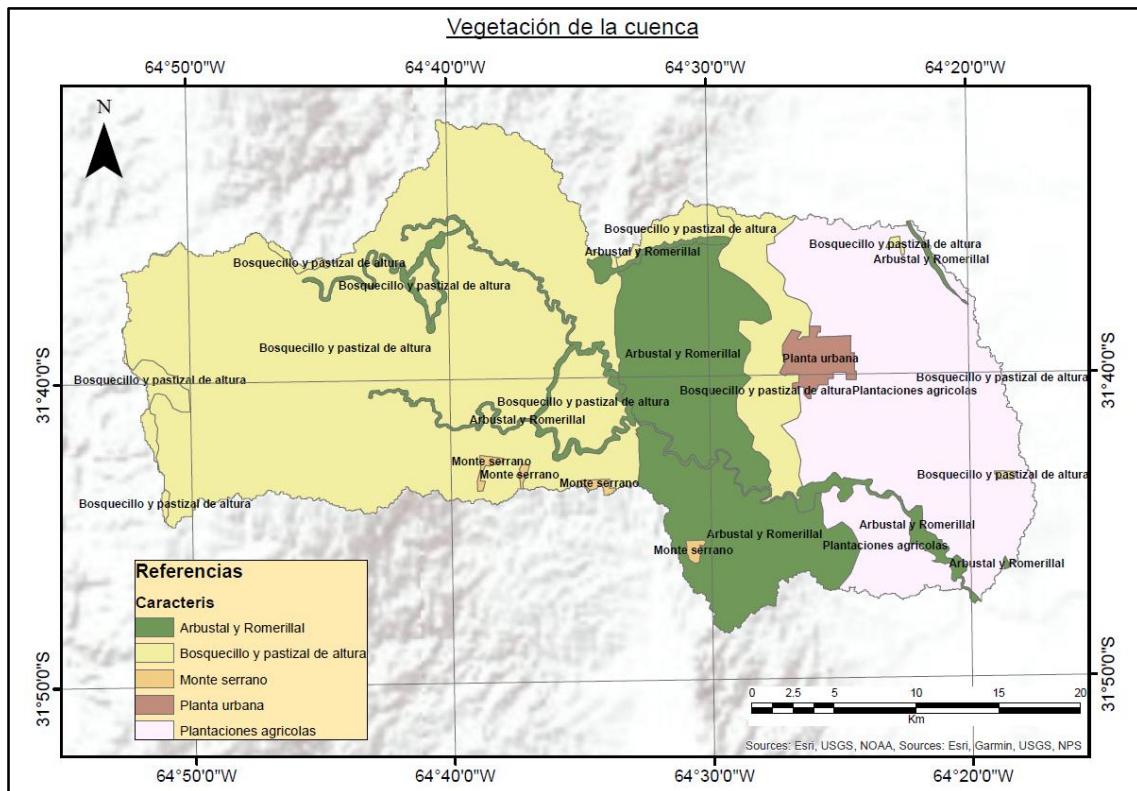 Vegetación de la cuenca
64°50'0"W
64°40'0"W
64°30'0"W
64°20'0"W
N
Bosquecillo y pastizal de altura
Arbustal y Romerillal
Bosquecillo y pastizal de altura
Arbustal y Romerillal
Bosquecillo y pastizal de altura
Bosquecillo y pastizal de altura
Bosquecillo y pastizal de altura
Arbustal y Romerillal
Planta urbana
31°40'0"S
Bosquecillo y pastizal de altura
Bosquecillo y pastizal de altura
31°40'0"S
Bosquecillo y pastizal de altura
Plantaciones agricolas
Bosquecillo y pastizal de altura
Arbustal y Romerillal
Monte serrano
Monte serrano
Monte serrano
Bosquecillo y pastizal de altura
Bosquecillo y pastizal de altura
Arbustal y Romerillal
Arbustal y Romerillal
Plantaciones agricolas
Monte serrano
Arbustal y Romerillal
Referencias
Caracteris
Arbustal y Romerillal
Bosquecillo y pastizal de altura
Monte serrano
Planta urbana
Plantaciones agricolas
31°50'0"S
31°50'0"S
0 2.5 5 10 15 20
Km
Sources: Esri, USGS, NOAA, Sources: Esri, Garmin, USGS, NPS
64°50'0"W
64°40'0"W
64°30'0"W
64°20'0"W